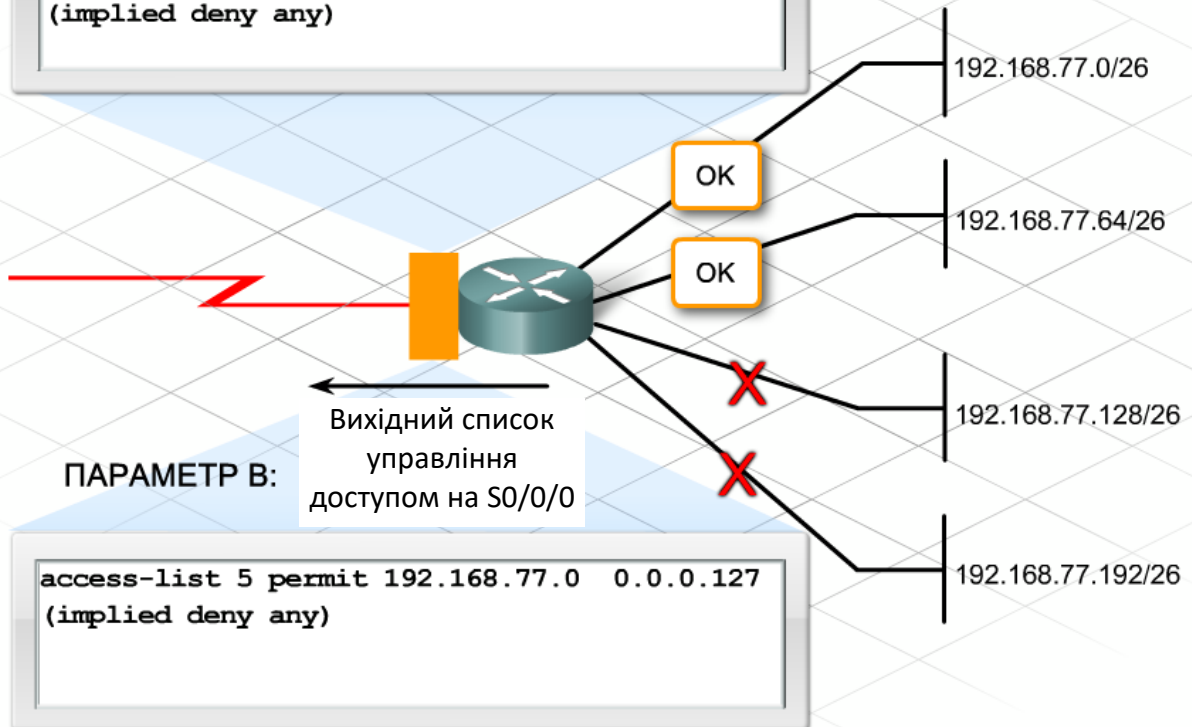 (implied deny any)
192.168.77.0/26
OK
192.168.77.64/26
OK
192.168.77.128/26
Вихідний список
управління
доступом на S0/0/0
ПАРАМЕТР B:
192.168.77.192/26
access-list 5 permit 192.168.77.0 0.0.0.127
(implied deny any)